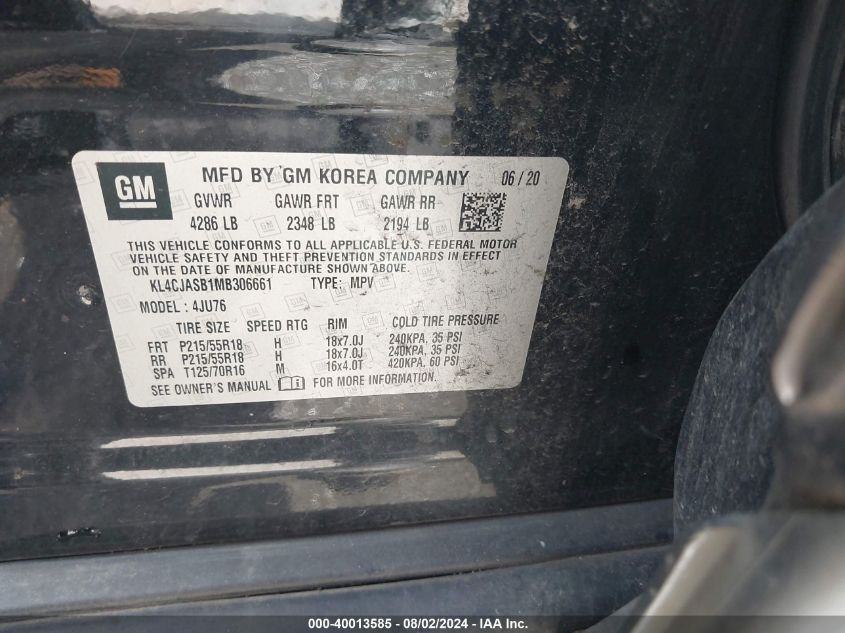 GM
MFD BY GM KOREA COMPANY 06 / 20
GVWR GAWR FRT GAWR RR
4286 LB 2348 LB 2194 LB
THIS VEHICLE CONFORMS TO ALL APPLICABLE U.S. FEDERAL MOTOR
VEHICLE SAFETY AND THEFT PREVENTION STANDARDS IN EFFECT
ON THE DATE OF MANUFACTURE SHOWN ABOVE.
KL4CJASB1MB306661 TYPE: MPV
MODEL : 4JU76
TIRE SIZE SPEED RTG RIM COLD TIRE PRESSURE
FRT P215/55R18 H 18x7.0J 240KPA, 35 PSI
RR P215/55R18 H 18x7.0J 240KPA, 35 PSI
SPA T125/70R16 M 16x4.0T 420KPA, 60 PSI
SEE OWNER'S MANUAL FOR MORE INFORMATION.
000-40013585 - 08/02/2024 - IAA Inc.